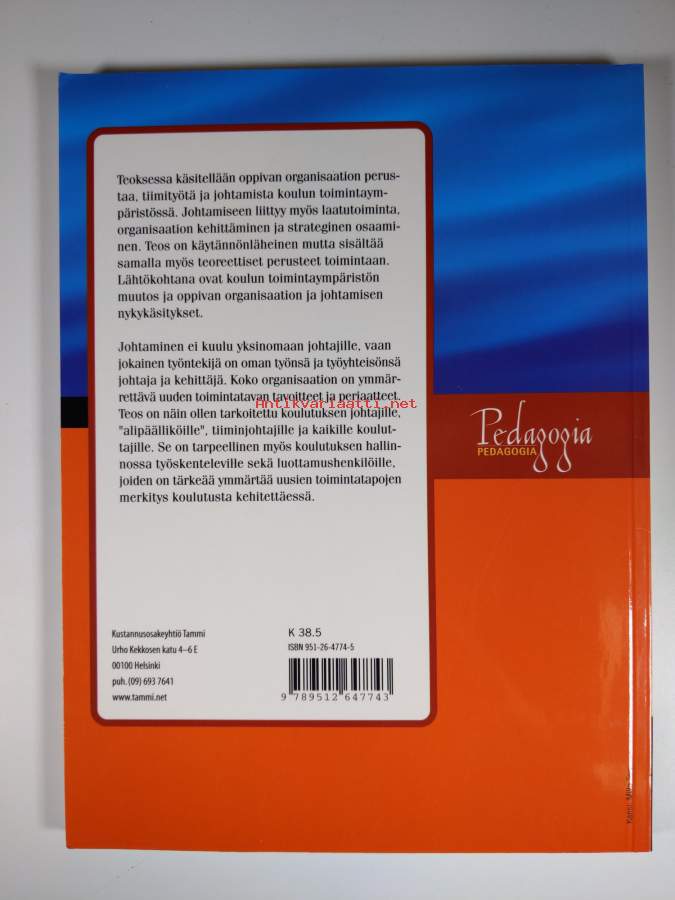 Teoksessa käsitellään oppivan organisaation perus-
taa, tiimityötä ja johtamista koulun toimintaym-
päristössä. Johtamiseen liittyy myös laatutoiminta,
organisaation kehittäminen ja strateginen osaami-
nen. Teos on käytännönläheinen mutta sisältää
samalla myös teoreettiset perusteet toimintaan.
Lähtökohtana ovat koulun toimintaympäristön
muutos ja oppivan organisaation ja johtamisen
nykykäsitykset.
Johtaminen ei kuulu yksinomaan johtajille, vaan
jokainen työntekijä on oman työnsä ja työyhteisönsä
johtaja ja kehittäjä. Koko organisaation on ymmär-
rettävä uuden toimintatavan tavoitteet ja periaatteet.
Antikvariaatti.net
Teos on näin ollen tarkoitettu koulutuksen johtajille,
"alipäälliköille", tiiminjohtajille ja kaikille koulut-
tajille. Se on tarpeellinen myös koulutuksen hallin-
nossa työskenteleville sekä luottamushenkilöille,
joiden on tärkeää ymmärtää uusien toimintatapojen
merkitys koulutusta kehitettäessä.
Pedagogia
PEDAGOGIA
Kustannusosakeyhtiö Tammi
Urho Kekkosen katu 4–6 E
00100 Helsinki
puh. (09) 693 7641
www.tammi.net
K 38.5
ISBN 951-26-4774-5
9 789512 647743
Kansi: